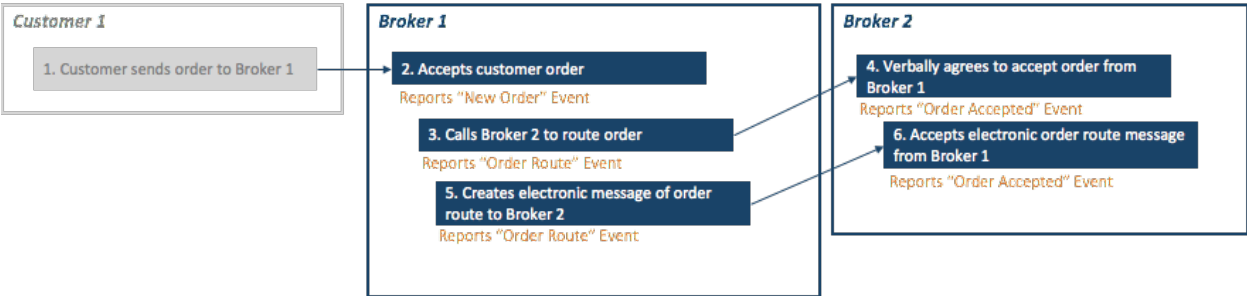 Customer 1
1. Customer sends order to Broker 1
Broker 1
2. Accepts customer order
Reports “New Order” Event
3. Calls Broker 2 to route order
Reports “Order Route” Event
5. Creates electronic message of order
route to Broker 2
Reports “Order Route” Event
Broker 2
4. Verbally agrees to accept order from
Broker 1
Reports “Order Accepted” Event
6. Accepts electronic order route message
from Broker 1
Reports “Order Accepted” Event